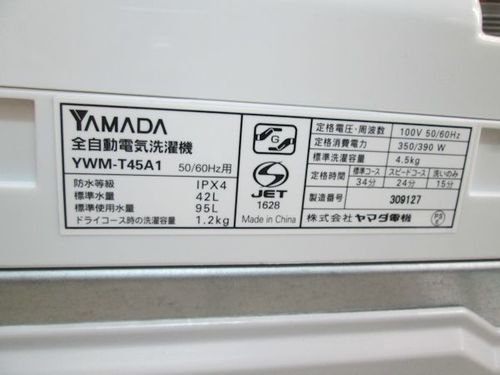 YAMADA
全自動電気洗濯機
YWM-T45A1 50/60Hz用
防水等級 IPX4
標準水量 42L
標準使用水量 95L
ドライコース時の洗濯容量 1.2kg
G
S
JET
1628
Made in China
定格電圧・周波数 100V 50/60Hz
定格消費電力 350/390 W
標準洗濯容量 4.5kg
定格時間 標準コース スピードコース 洗いのみ
34分 24分 15分
製造番号 309127
株式会社 ヤマダ電機
PS
E